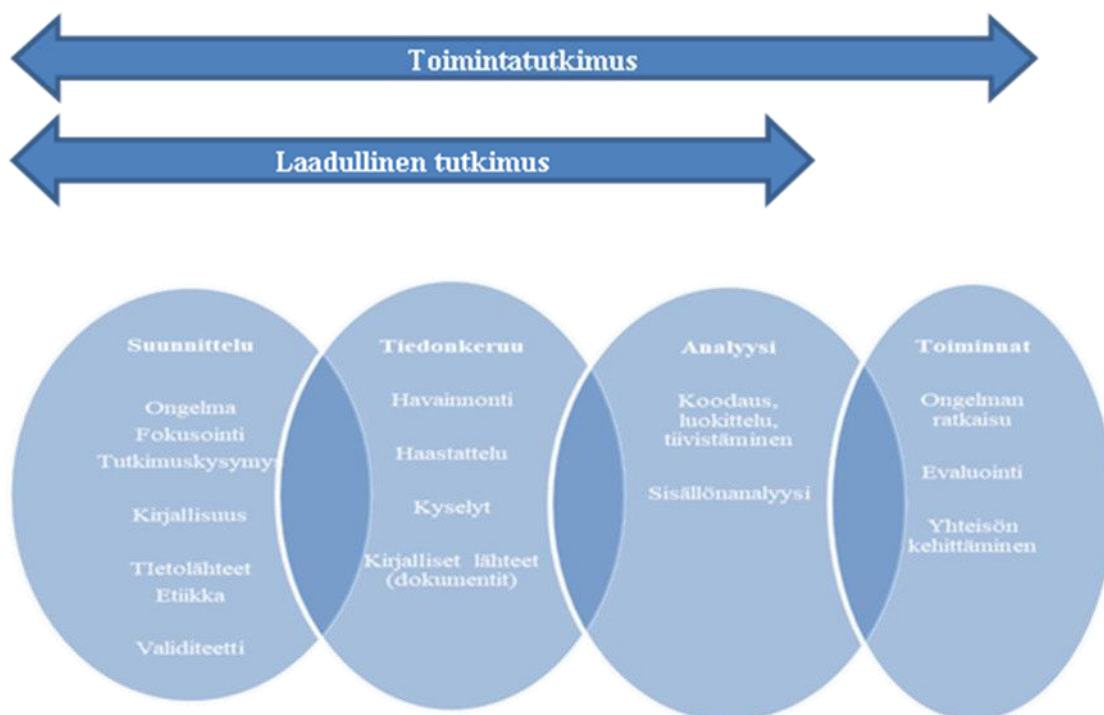 Toimintatutkimus
Laadullinen tutkimus
Suunnittelu
Ongelma
Fokusointi
Tutkimuskysymys
Kirjallisuus
TIetolähteet
Etiikka
Validiteetti
Tiedonkeruu
Havainnonti
Haastattelu
Kyselyt
Kirjalliset lähteet
(dokumentit)
Analyysi
Koodaus,
luokittelu,
tiivistäminen
Sisällönanalyysi
Toiminnat
Ongelman
ratkaisu
Evaluointi
Yhteisön
kehittäminen